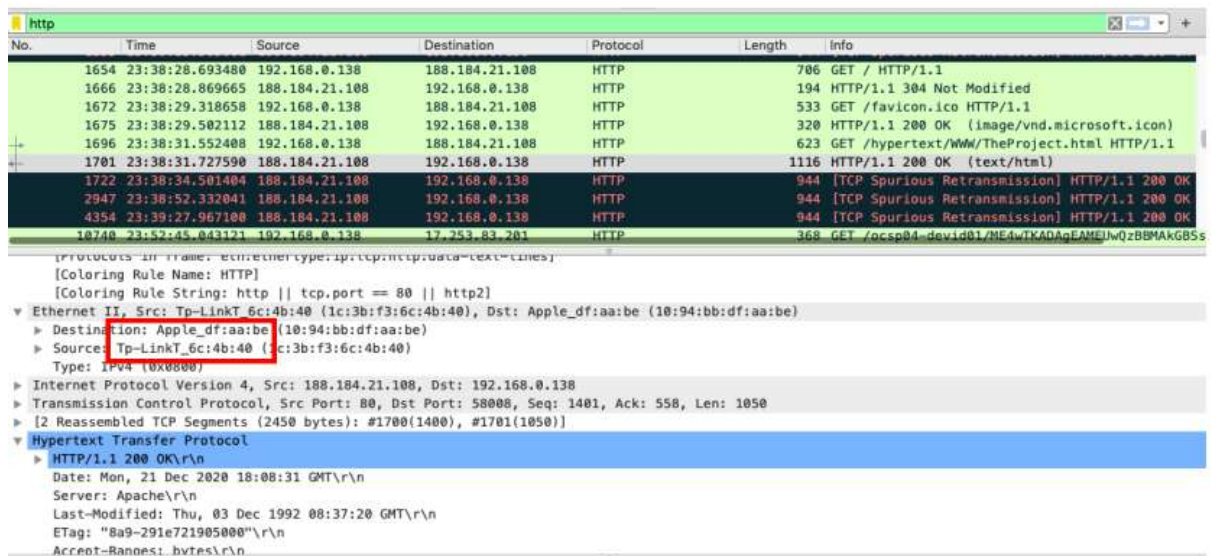 http
No. Time Source Destination Protocol Length Info
1654 23:38:28.693480 192.168.0.138 188.184.21.108 HTTP 706 GET / HTTP/1.1
1666 23:38:28.869665 188.184.21.108 192.168.0.138 HTTP 194 HTTP/1.1 304 Not Modified
1672 23:38:29.318658 192.168.0.138 188.184.21.108 HTTP 533 GET /favicon.ico HTTP/1.1
1675 23:38:29.502112 188.184.21.108 192.168.0.138 HTTP 320 HTTP/1.1 200 OK (image/vnd.microsoft.icon)
1696 23:38:31.552408 192.168.0.138 188.184.21.108 HTTP 623 GET /hypertext/WWW/TheProject.html HTTP/1.1
1701 23:38:31.727590 188.184.21.108 192.168.0.138 HTTP 1116 HTTP/1.1 200 OK (text/html)
1722 23:38:34.501404 188.184.21.108 192.168.0.138 HTTP 944 [TCP Spurious Retransmission] HTTP/1.1 200 OK
2947 23:38:52.332041 188.184.21.108 192.168.0.138 HTTP 944 [TCP Spurious Retransmission] HTTP/1.1 200 OK
4354 23:39:27.967108 188.184.21.108 192.168.0.138 HTTP 944 [TCP Spurious Retransmission] HTTP/1.1 200 OK
10740 23:52:45.043121 192.168.0.138 17.253.83.201 HTTP 368 GET /ocsp04-devid01/ME4wTKADAgEAMEUwQzBBMAkGBSs
[Protocols in frame: eth:ethertype:ip:tcp:http:data-text-lines]
[Coloring Rule Name: HTTP]
[Coloring Rule String: http || tcp.port == 80 || http2]
Ethernet II, Src: Tp-LinkT_6c:4b:40 (1c:3b:f3:6c:4b:40), Dst: Apple_df:aa:be (10:94:bb:df:aa:be)
Destination: Apple_df:aa:be (10:94:bb:df:aa:be)
Source: Tp-LinkT_6c:4b:40 (1c:3b:f3:6c:4b:40)
Type: IPv4 (0x0800)
Internet Protocol Version 4, Src: 188.184.21.108, Dst: 192.168.0.138
Transmission Control Protocol, Src Port: 80, Dst Port: 58008, Seq: 1401, Ack: 558, Len: 1050
[2 Reassembled TCP Segments (2450 bytes): #1700(1400), #1701(1050)]
Hypertext Transfer Protocol
HTTP/1.1 200 OK\r\n
Date: Mon, 21 Dec 2020 18:08:31 GMT\r\n
Server: Apache\r\n
Last-Modified: Thu, 03 Dec 1992 08:37:20 GMT\r\n
ETag: "8a9-291e721905000"\r\n
Accept-Ranges: bytes\r\n